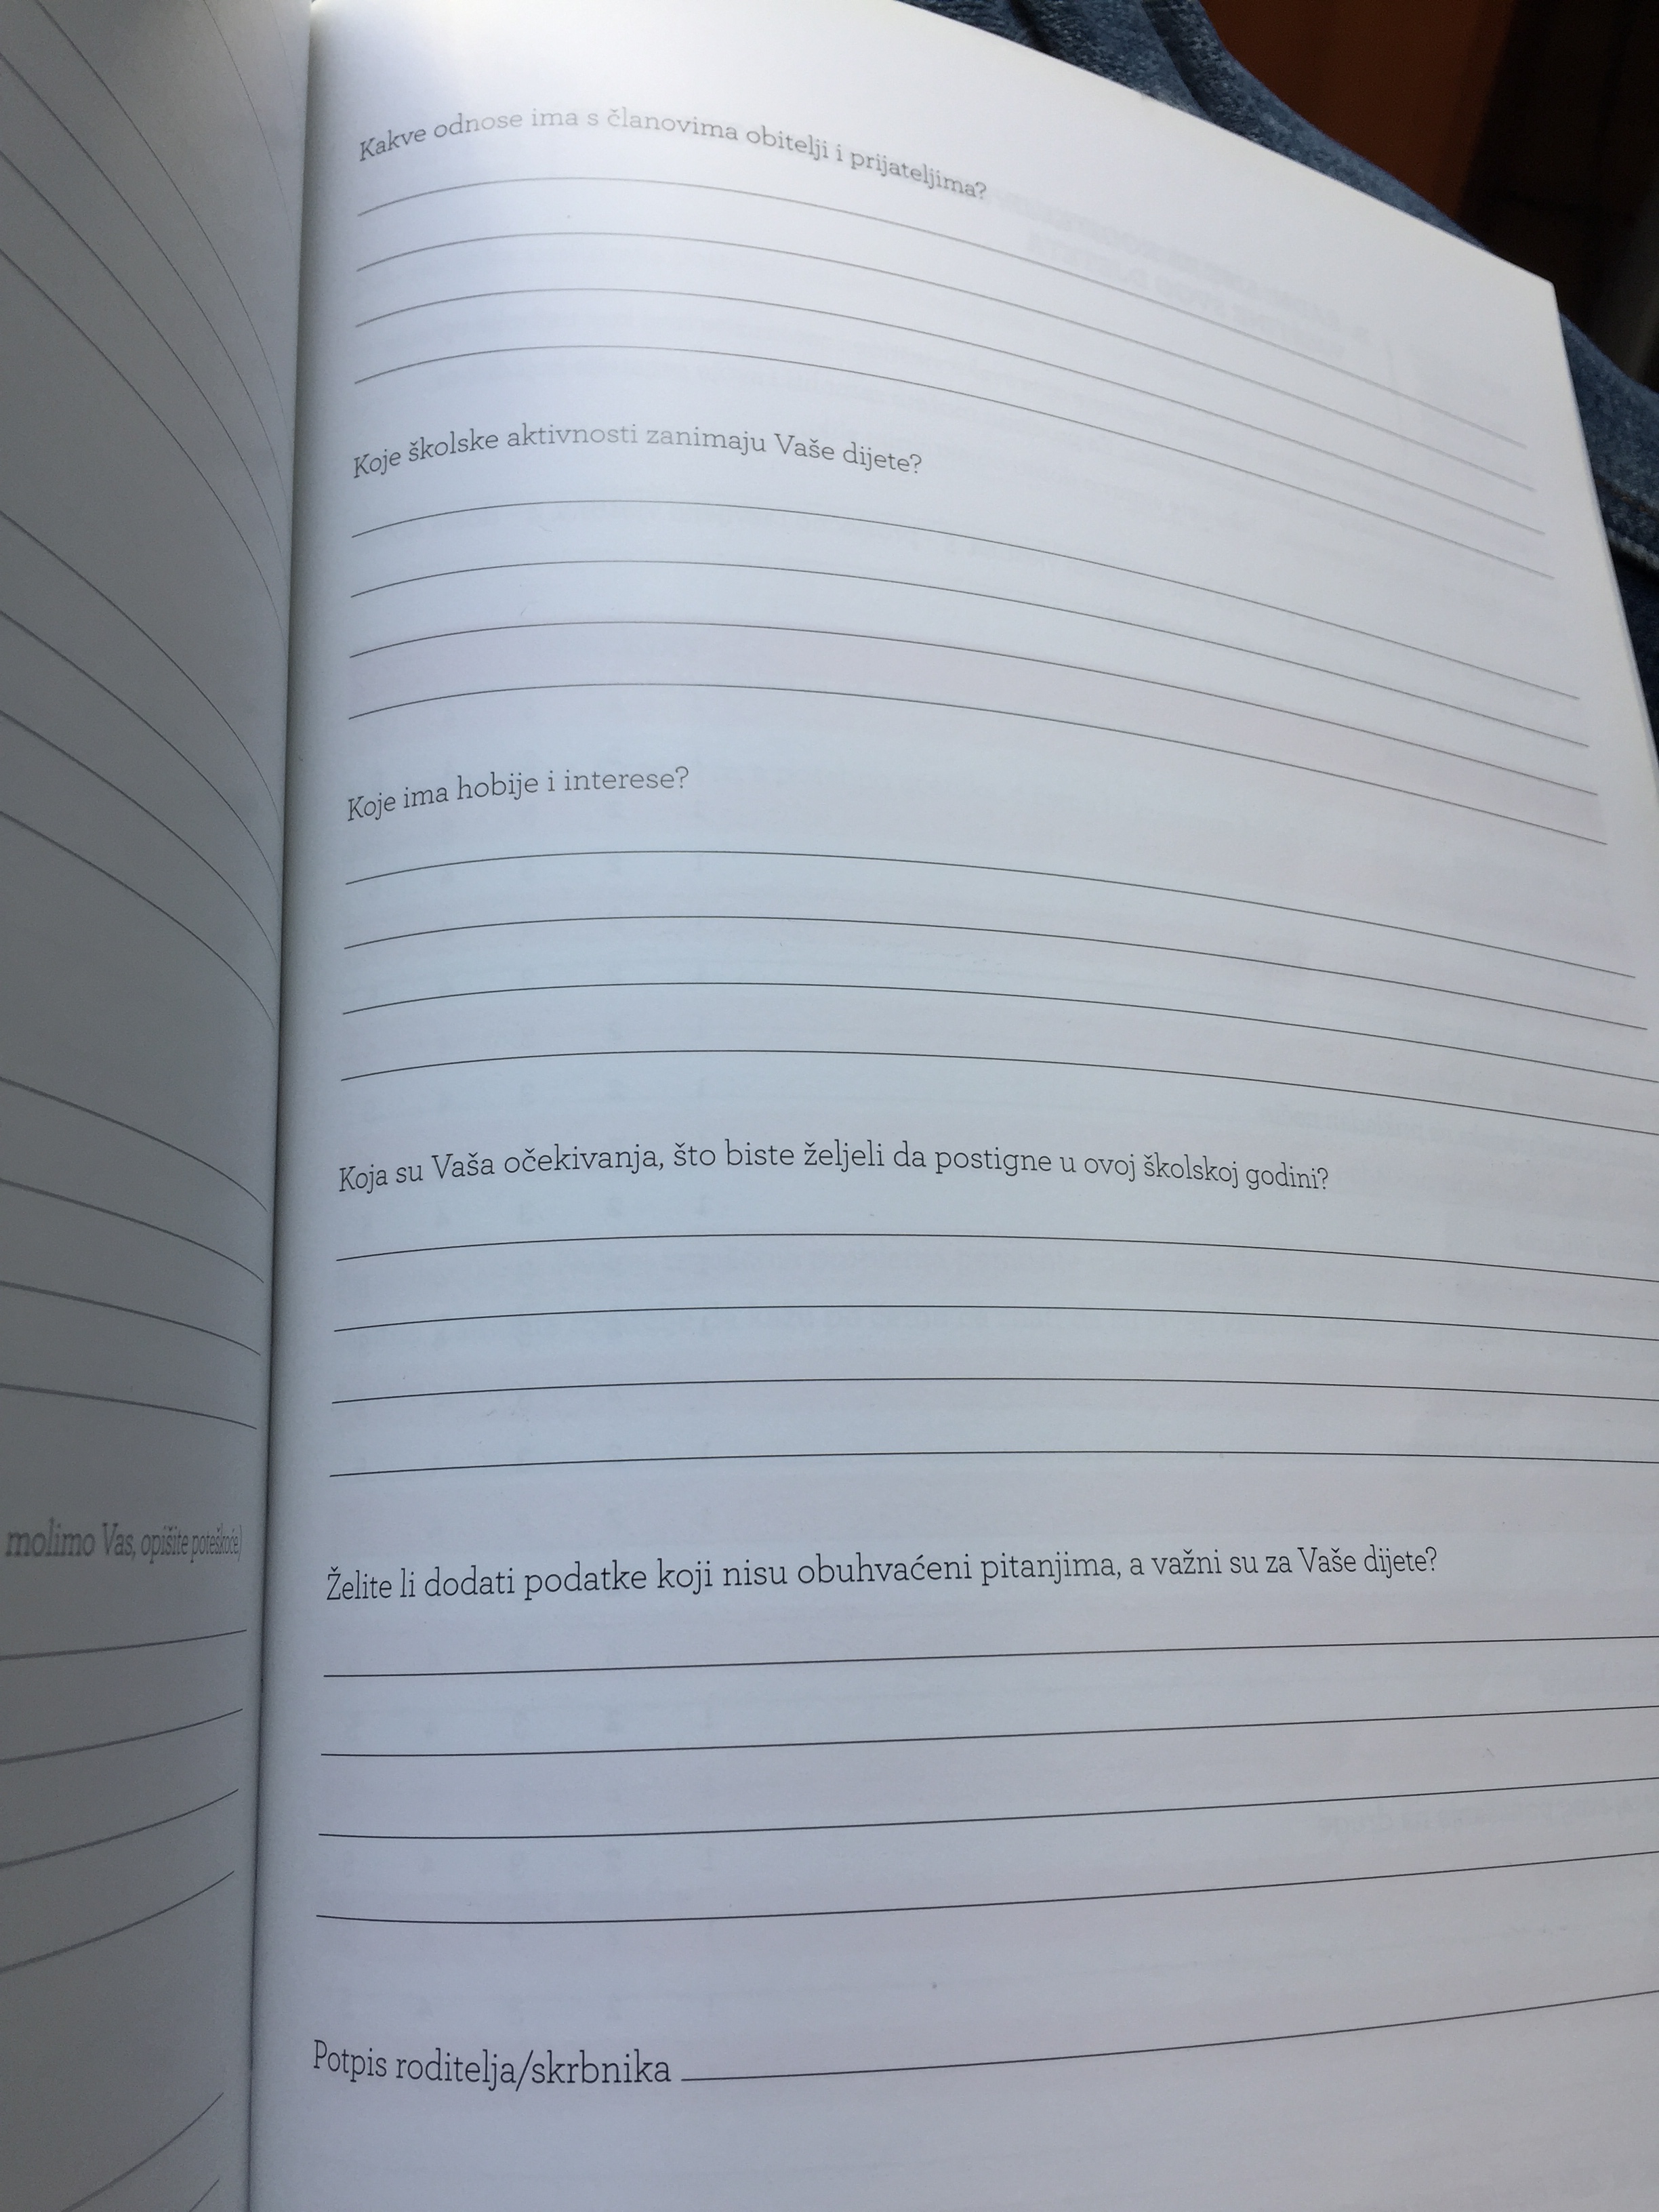 molimo Vas, opišite poteškoće)
Kakve odnose ima s članovima obitelji i prijateljima?
Koje školske aktivnosti zanimaju Vaše dijete?
Koje ima hobije i interese?
Koja su Vaša očekivanja, što biste željeli da postigne u ovoj školskoj godini?
Želite li dodati podatke koji nisu obuhvaćeni pitanjima, a važni su za Vaše dijete?
Potpis roditelja/skrbnika